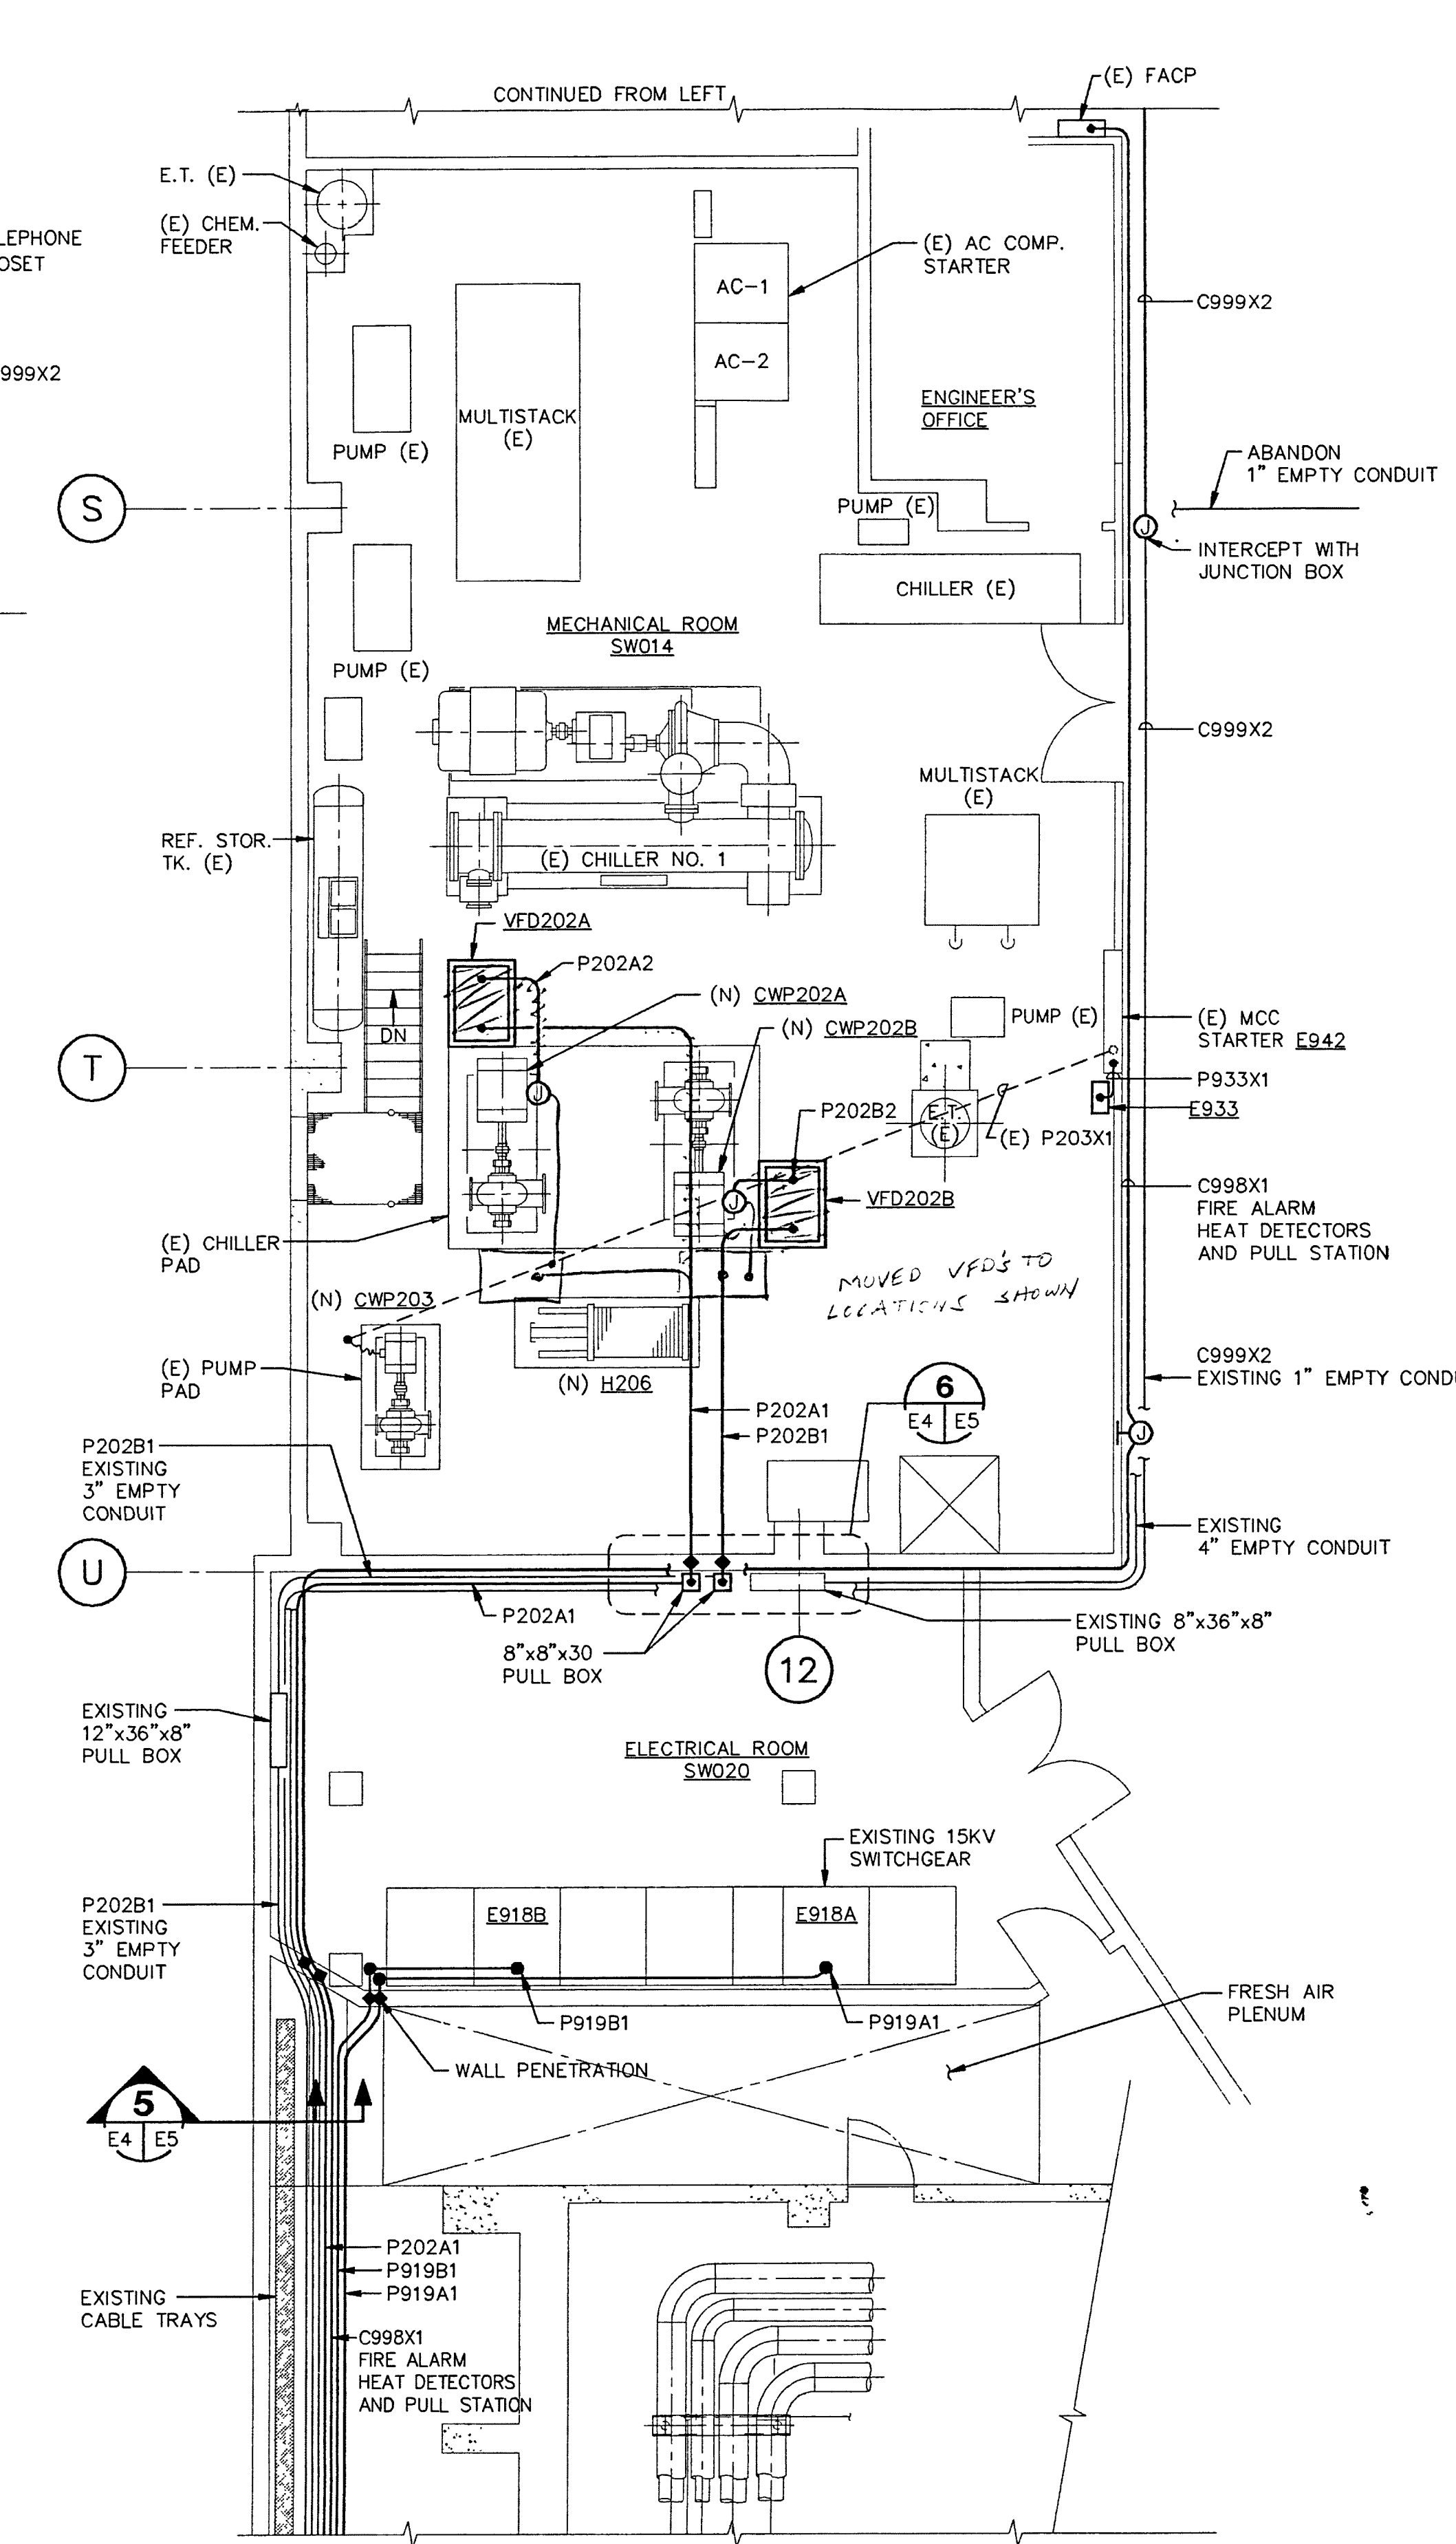 CONTINUED FROM LEFT
(E) FACP
E.T. (E)
(E) CHEM.
FEEDER
LEPHONE
OSET
(E) AC COMP.
STARTER
AC-1
AC-2
C999X2
999X2
ENGINEER'S
OFFICE
MULTISTACK
(E)
PUMP (E)
ABANDON
1" EMPTY CONDUIT
S
PUMP (E)
J
INTERCEPT WITH
JUNCTION BOX
CHILLER (E)
MECHANICAL ROOM
SW014
PUMP (E)
C999X2
MULTISTACK
(E)
REF. STOR.
TK. (E)
(E) CHILLER NO. 1
VFD202A
P202A2
(N) CWP202A
(N) CWP202B
PUMP (E)
(E) MCC
STARTER E942
DN
T
P933X1
E933
J
P202B2
E.T.
(E)
(E) P203X1
J
VFD202B
C998X1
FIRE ALARM
HEAT DETECTORS
AND PULL STATION
(E) CHILLER
PAD
MOVED VFD'S TO
LOCATIONS SHOWN
(N) CWP203
(E) PUMP
PAD
(N) H206
C999X2
EXISTING 1" EMPTY COND
6
E4 E5
P202A1
P202B1
J
P202B1
EXISTING
3" EMPTY
CONDUIT
EXISTING
4" EMPTY CONDUIT
U
P202A1
8"x8"x30
PULL BOX
12
EXISTING 8"x36"x8"
PULL BOX
EXISTING
12"x36"x8"
PULL BOX
ELECTRICAL ROOM
SW020
EXISTING 15KV
SWITCHGEAR
P202B1
EXISTING
3" EMPTY
CONDUIT
E918B
E918A
P919B1
P919A1
FRESH AIR
PLENUM
WALL PENETRATION
5
E4 E5
P202A1
P919B1
P919A1
EXISTING
CABLE TRAYS
C998X1
FIRE ALARM
HEAT DETECTORS
AND PULL STATION